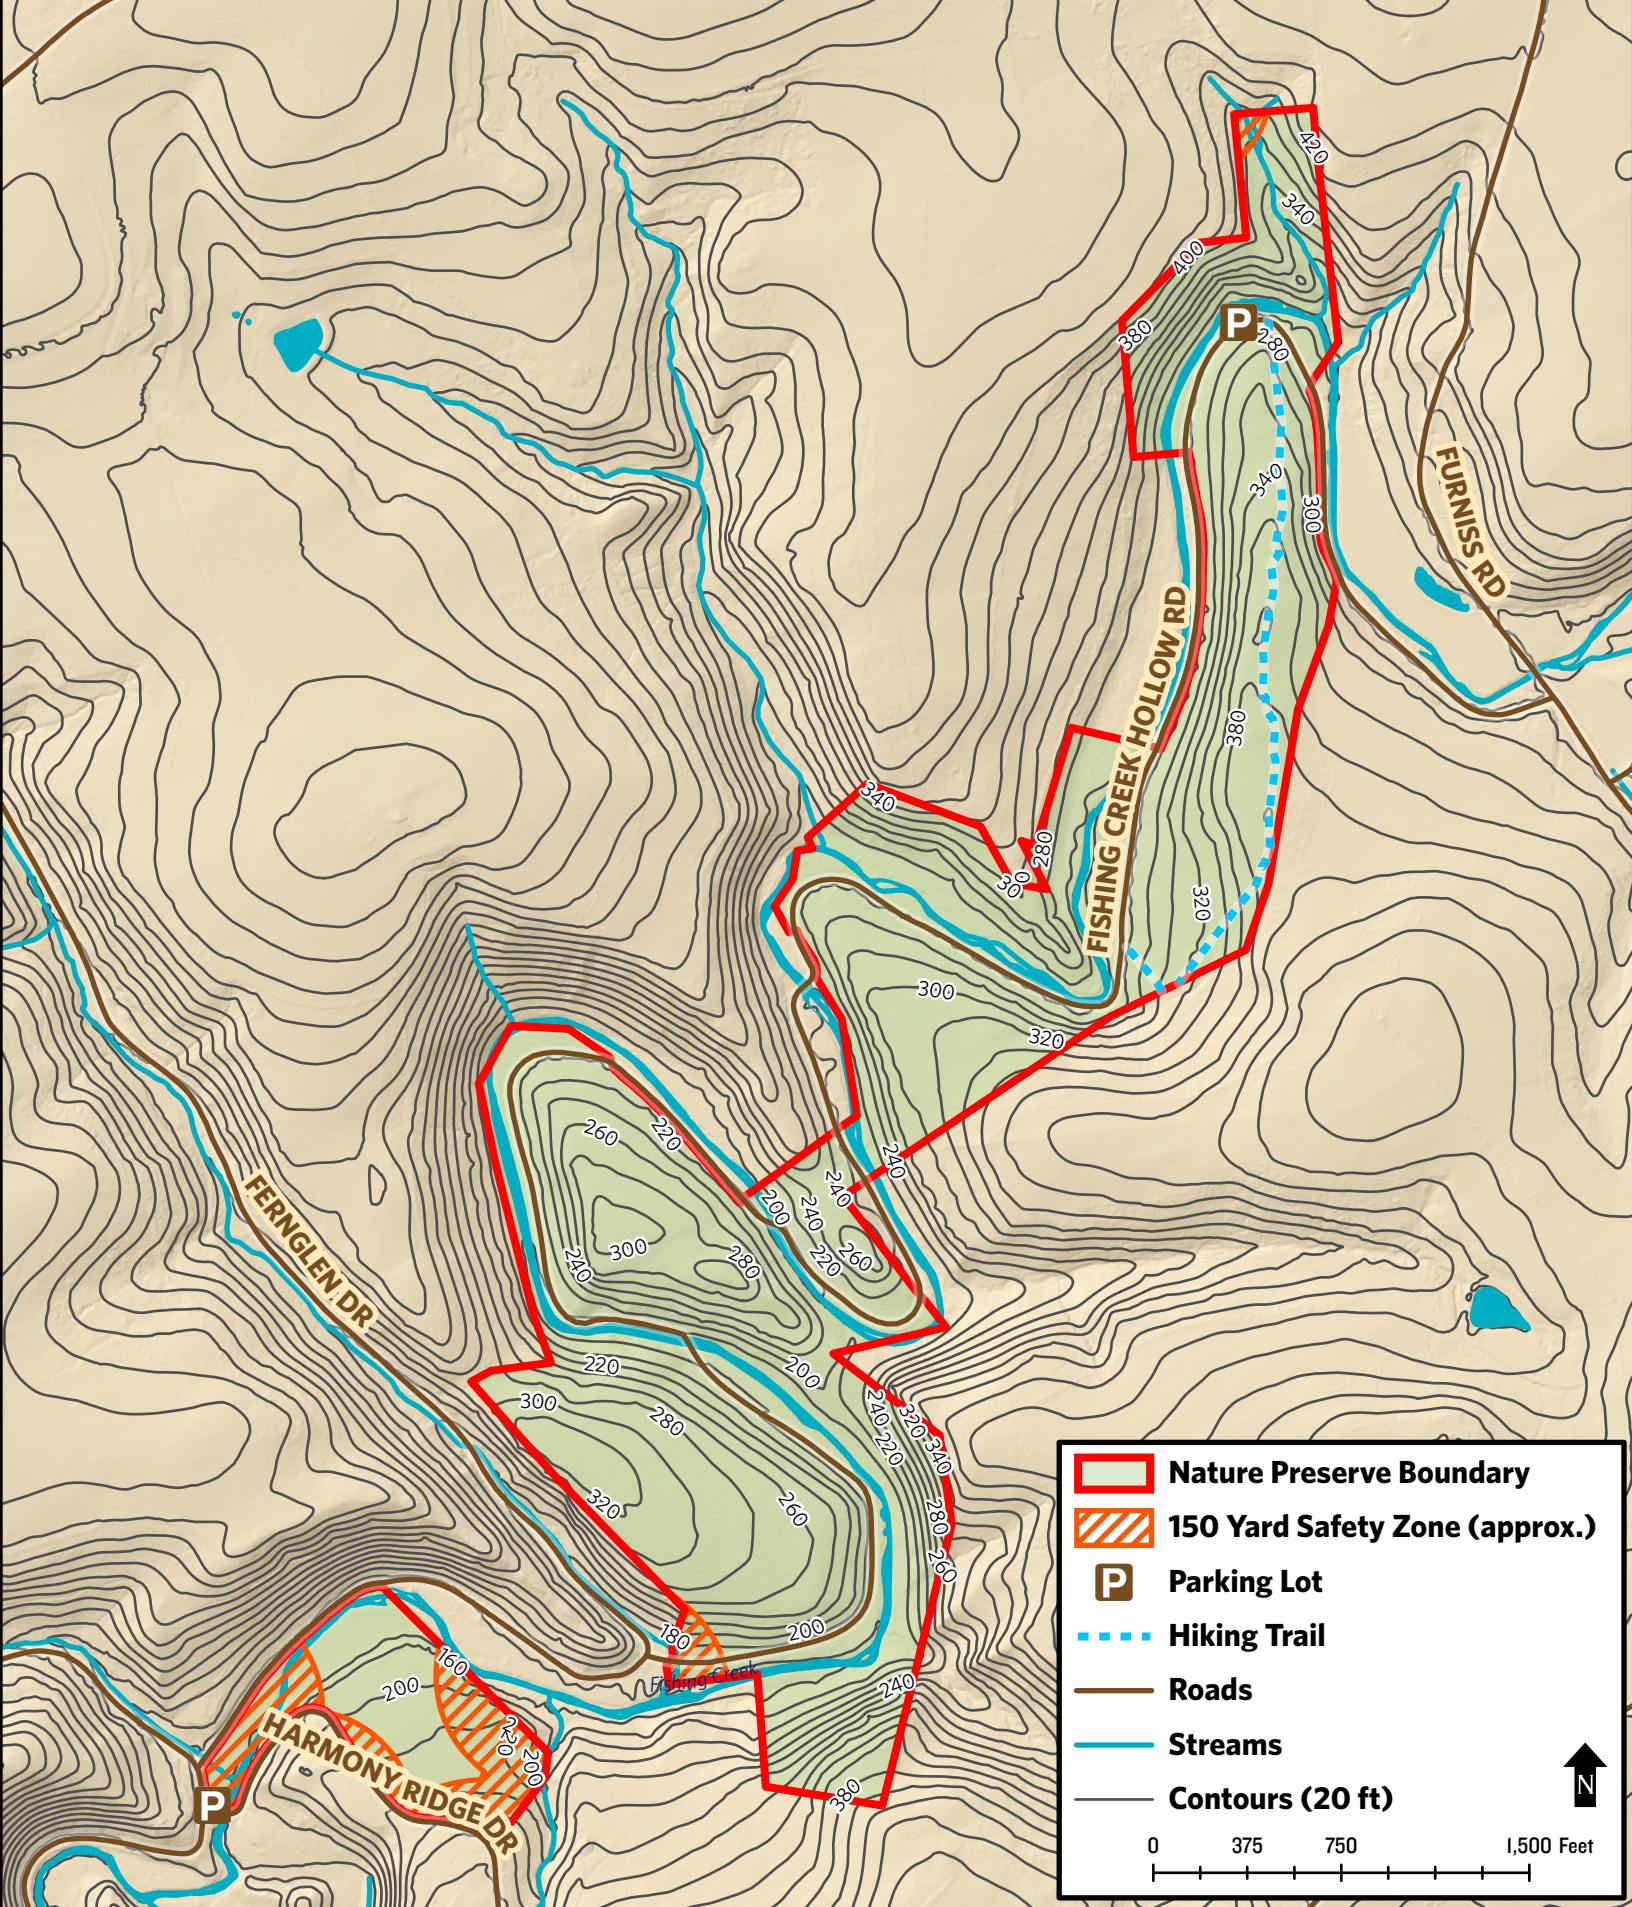 420
340
400
380
280
FURNISS RD
340
300
FISHING CREEK HOLLOW RD
380
340
280
300
320
300
320
260
220
240
240
200
240
FERNGLEN DR
300
240
280
220
260
220
200
300
280
240
320
220
340
320
260
280
260
180
200
Fishing Creek
160
200
240
HARMONY RIDGE DR
220
200
380
P
P
Nature Preserve Boundary
150 Yard Safety Zone (approx.)
P Parking Lot
Hiking Trail
Roads
Streams
Contours (20 ft)
N
0 375 750 1,500 Feet